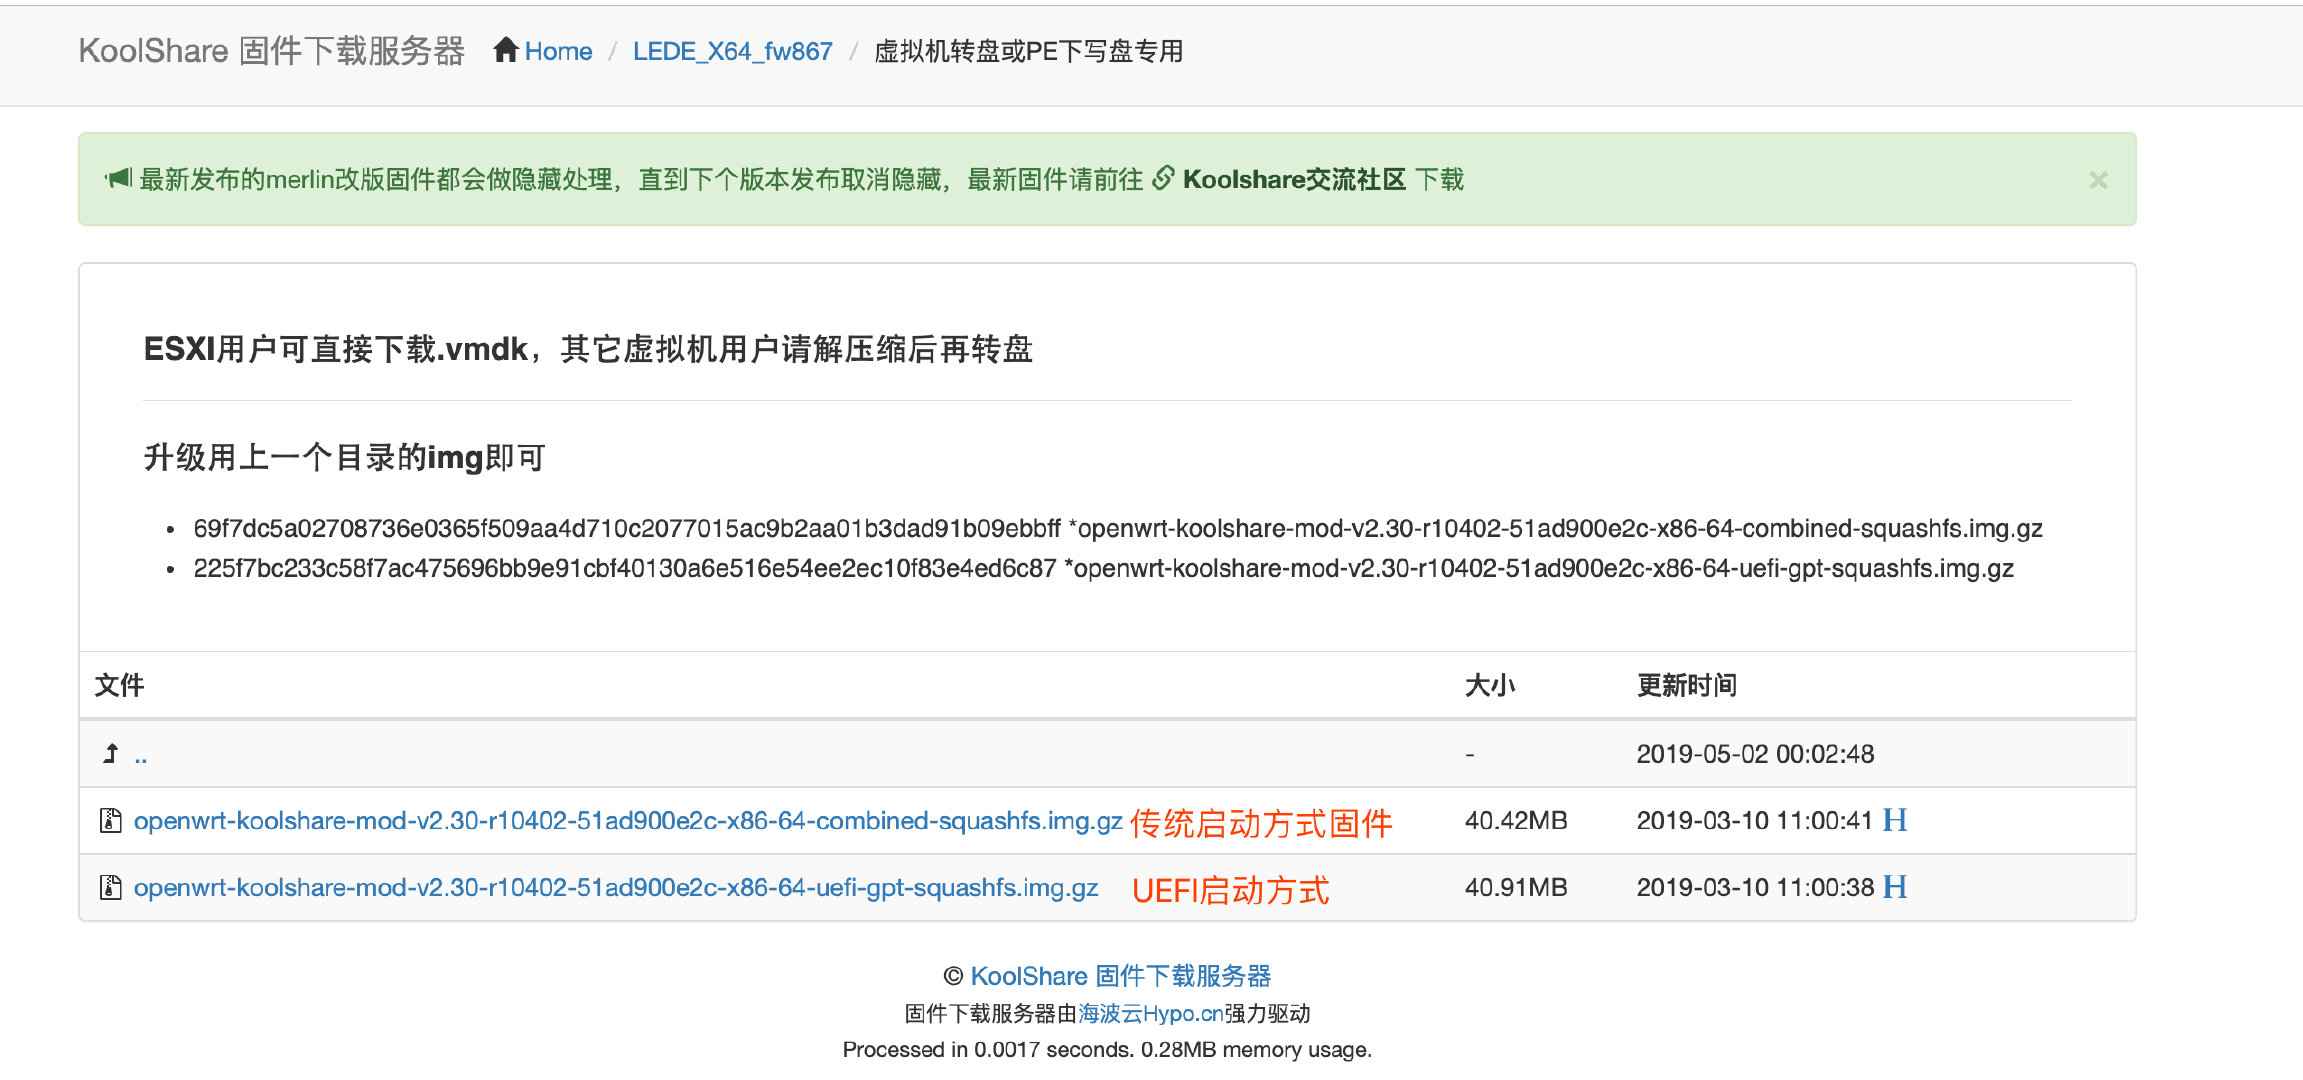 KoolShare 固件下载服务器 Home / LEDE_X64_fw867 / 虚拟机转盘或PE下写盘专用
最新发布的merlin改版固件都会做隐藏处理，直到下个版本发布取消隐藏，最新固件请前往 Koolshare交流社区 下载 ×
ESXI用户可直接下载.vmdk，其它虚拟机用户请解压缩后再转盘
升级用上一个目录的img即可
• 69f7dc5a02708736e0365f509aa4d710c2077015ac9b2aa01b3dad91b09ebbff *openwrt-koolshare-mod-v2.30-r10402-51ad900e2c-x86-64-combined-squashfs.img.gz
• 225f7bc233c58f7ac475696bb9e91cbf40130a6e516e54ee2ec10f83e4ed6c87 *openwrt-koolshare-mod-v2.30-r10402-51ad900e2c-x86-64-uefi-gpt-squashfs.img.gz
文件 大小 更新时间
.. - 2019-05-02 00:02:48
openwrt-koolshare-mod-v2.30-r10402-51ad900e2c-x86-64-combined-squashfs.img.gz 传统启动方式固件 40.42MB 2019-03-10 11:00:41 H
openwrt-koolshare-mod-v2.30-r10402-51ad900e2c-x86-64-uefi-gpt-squashfs.img.gz UEFI启动方式 40.91MB 2019-03-10 11:00:38 H
© KoolShare 固件下载服务器
固件下载服务器由海波云Hypo.cn强力驱动
Processed in 0.0017 seconds. 0.28MB memory usage.